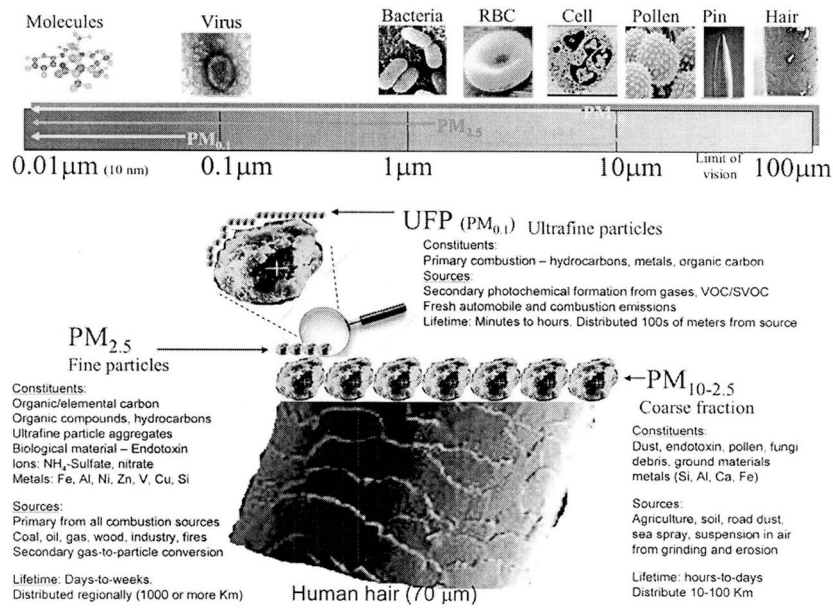 Molecules
Virus
Bacteria
RBC
Cell
Pollen
Pin
Hair
PM
PM2.5
PM0.1
0.01μm (10 nm)
0.1μm
1μm
10μm
Limit of
vision
100μm
UFP (PM0.1) Ultrafine particles
Constituents:
Primary combustion – hydrocarbons, metals, organic carbon
Sources:
Secondary photochemical formation from gases, VOC/SVOC
Fresh automobile and combustion emissions
Lifetime: Minutes to hours. Distributed 100s of meters from source
PM2.5
Fine particles
Constituents:
Organic/elemental carbon
Organic compounds, hydrocarbons
Ultrafine particle aggregates
Biological material – Endotoxin
Ions: NH4-Sulfate, nitrate
Metals: Fe, Al, Ni, Zn, V, Cu, Si
Sources:
Primary from all combustion sources
Coal, oil, gas, wood, industry, fires
Secondary gas-to-particle conversion
Lifetime: Days-to-weeks.
Distributed regionally (1000 or more Km)
PM10-2.5
Coarse fraction
Constituents:
Dust, endotoxin, pollen, fungi
debris, ground materials
metals (Si, Al, Ca, Fe)
Sources:
Agriculture, soil, road dust,
sea spray, suspension in air
from grinding and erosion
Lifetime: hours-to-days
Distribute 10-100 Km
Human hair (70 μm)